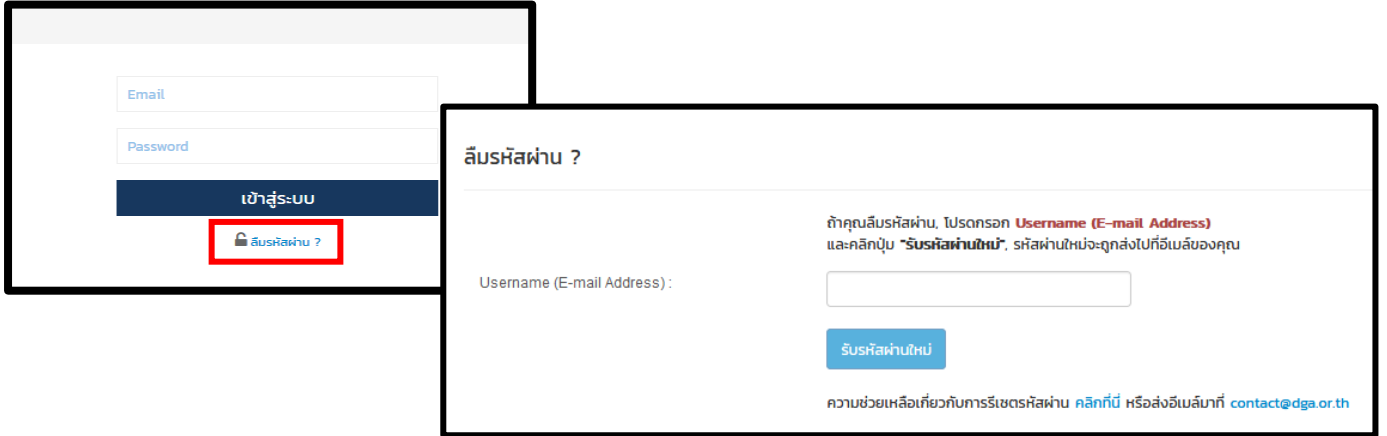 Email
Password
เข้าสู่ระบบ
ลืมรหัสผ่าน ?
ลืมรหัสผ่าน ?
ถ้าคุณลืมรหัสผ่าน, โปรดกรอก Username (E-mail Address)
และคลิกปุ่ม "รับรหัสผ่านใหม่", รหัสผ่านใหม่จะถูกส่งไปที่อีเมล์ของคุณ
Username (E-mail Address) :
รับรหัสผ่านใหม่
ความช่วยเหลือเกี่ยวกับการรีเซตรหัสผ่าน คลิกที่นี่ หรือส่งอีเมล์มาที่ contact@dga.or.th